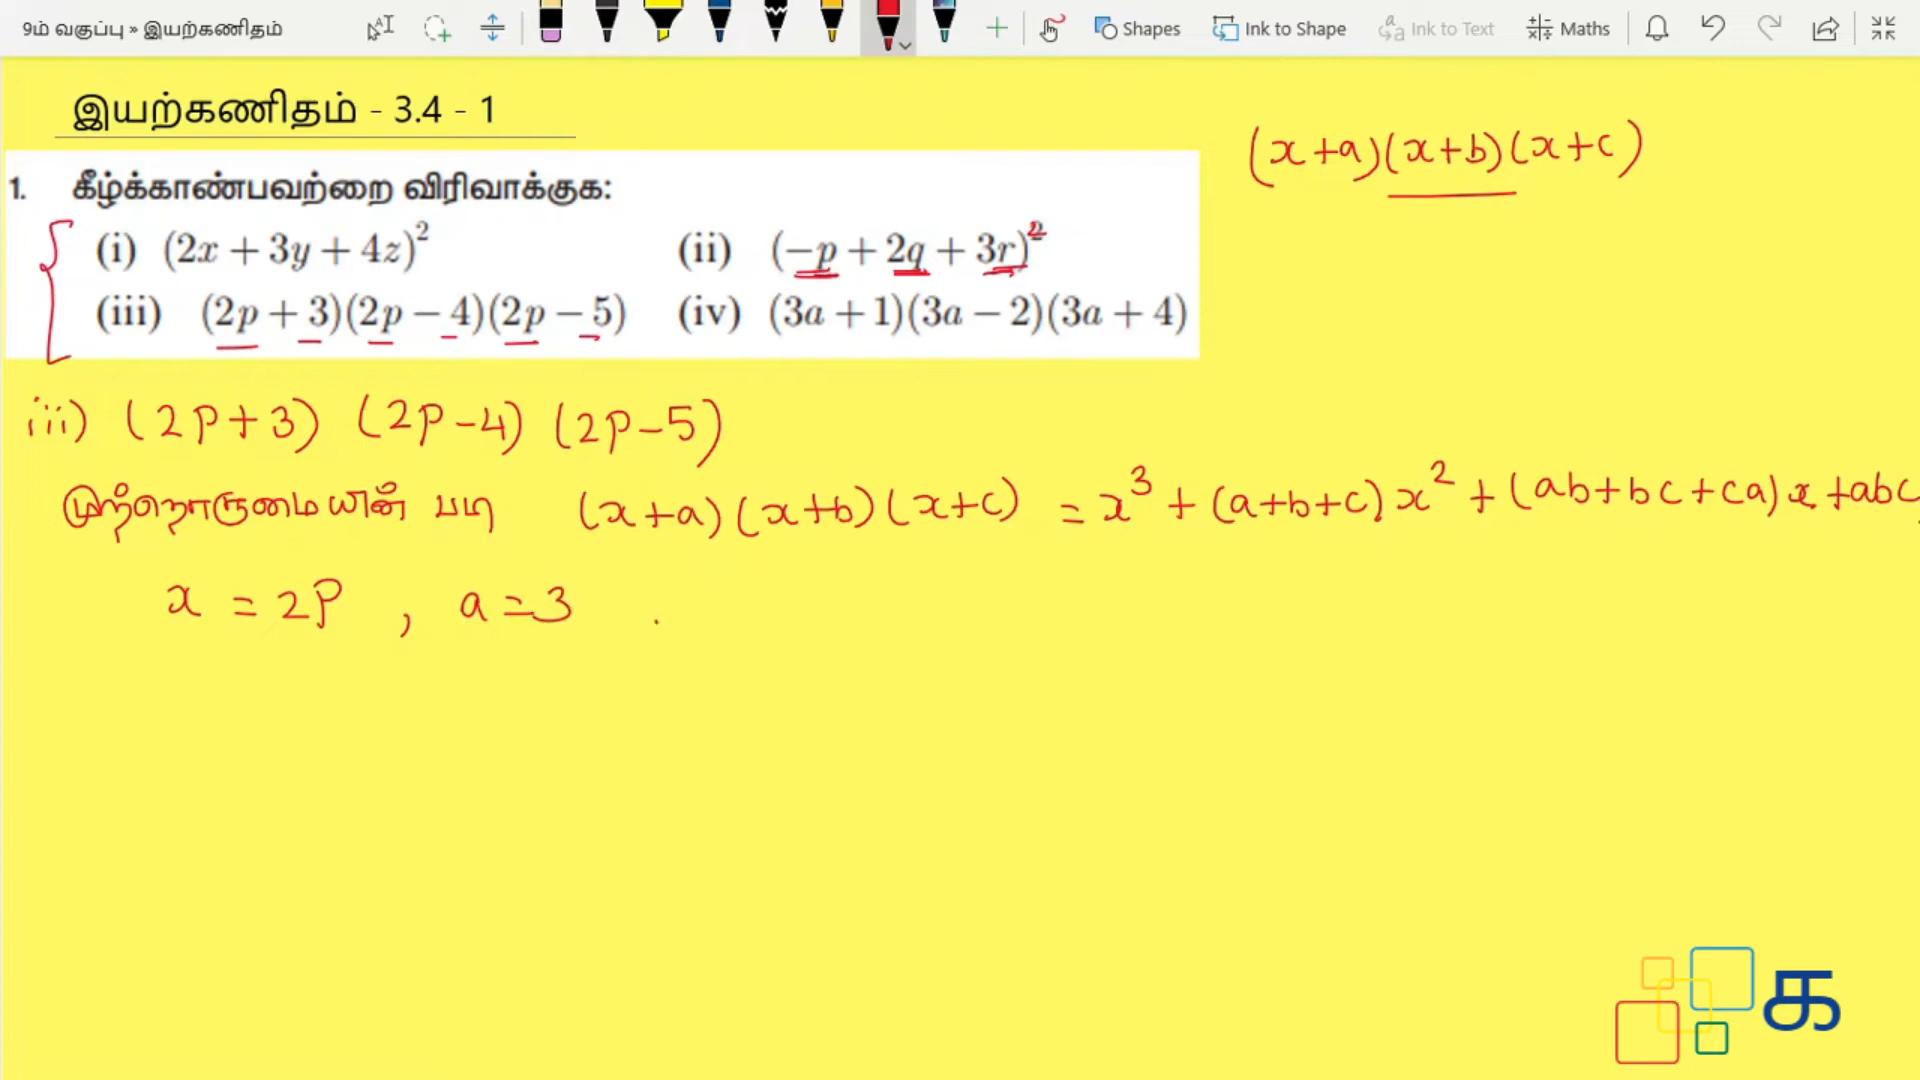 9ம் வகுப்பு » இயற்கணிதம்
Shapes
Ink to Shape
Ink to Text
Maths
இயற்கணிதம் - 3.4 - 1
(x+a)(x+b)(x+c)
1. கீழ்க்காண்பவற்றை விரிவாக்குக:
(i) (2x + 3y + 4z)²
(ii) (−p + 2q + 3r)²
(iii) (2p + 3)(2p − 4)(2p − 5)
(iv) (3a + 1)(3a − 2)(3a + 4)
iii) (2p+3) (2p-4) (2p-5)
முற்றொருமையின் படி (x+a)(x+b)(x+c) = x³ + (a+b+c)x² + (ab+bc+ca)x + abc
x = 2p , a = 3
க